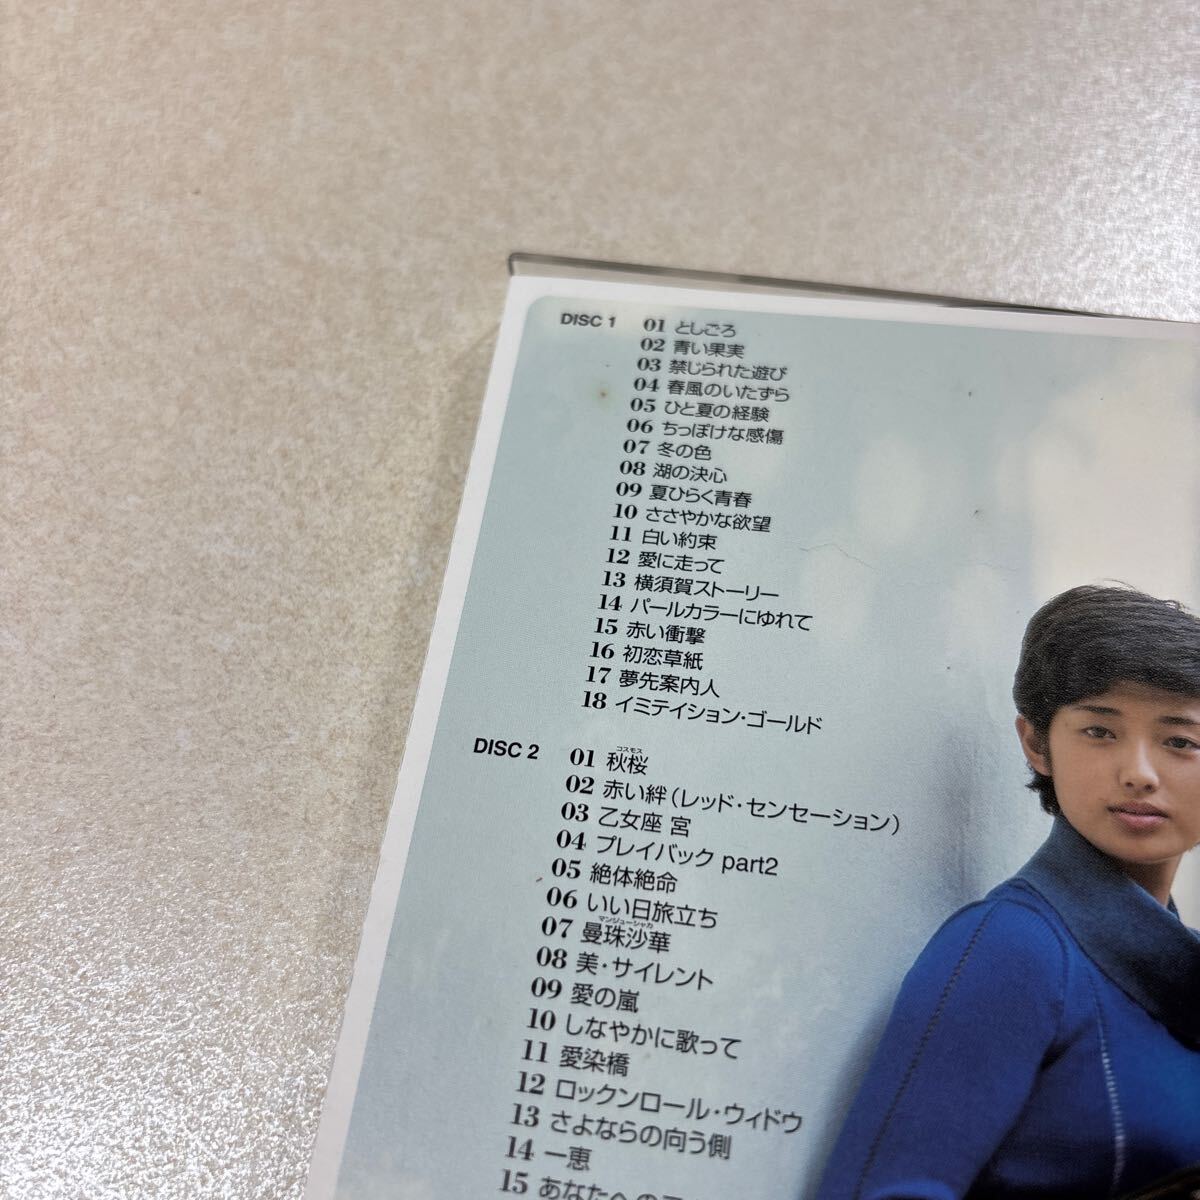 DISC 1 01 としごろ
02 青い果実
03 禁じられた遊び
04 春風のいたずら
05 ひと夏の経験
06 ちっぽけな感傷
07 冬の色
08 湖の決心
09 夏ひらく青春
10 ささやかな欲望
11 白い約束
12 愛に走って
13 横須賀ストーリー
14 パールカラーにゆれて
15 赤い衝撃
16 初恋草紙
17 夢先案内人
18 イミテイション・ゴールド
コスモス
DISC 2 01 秋桜
02 赤い絆（レッド・センセーション）
03 乙女座 宮
04 プレイバック part2
05 絶体絶命
06 いい日旅立ち
マンジューシャカ
07 曼珠沙華
08 美・サイレント
09 愛の嵐
10 しなやかに歌って
11 愛染橋
12 ロックンロール・ウィドウ
13 さよならの向う側
14 一恵
15 あなたへの